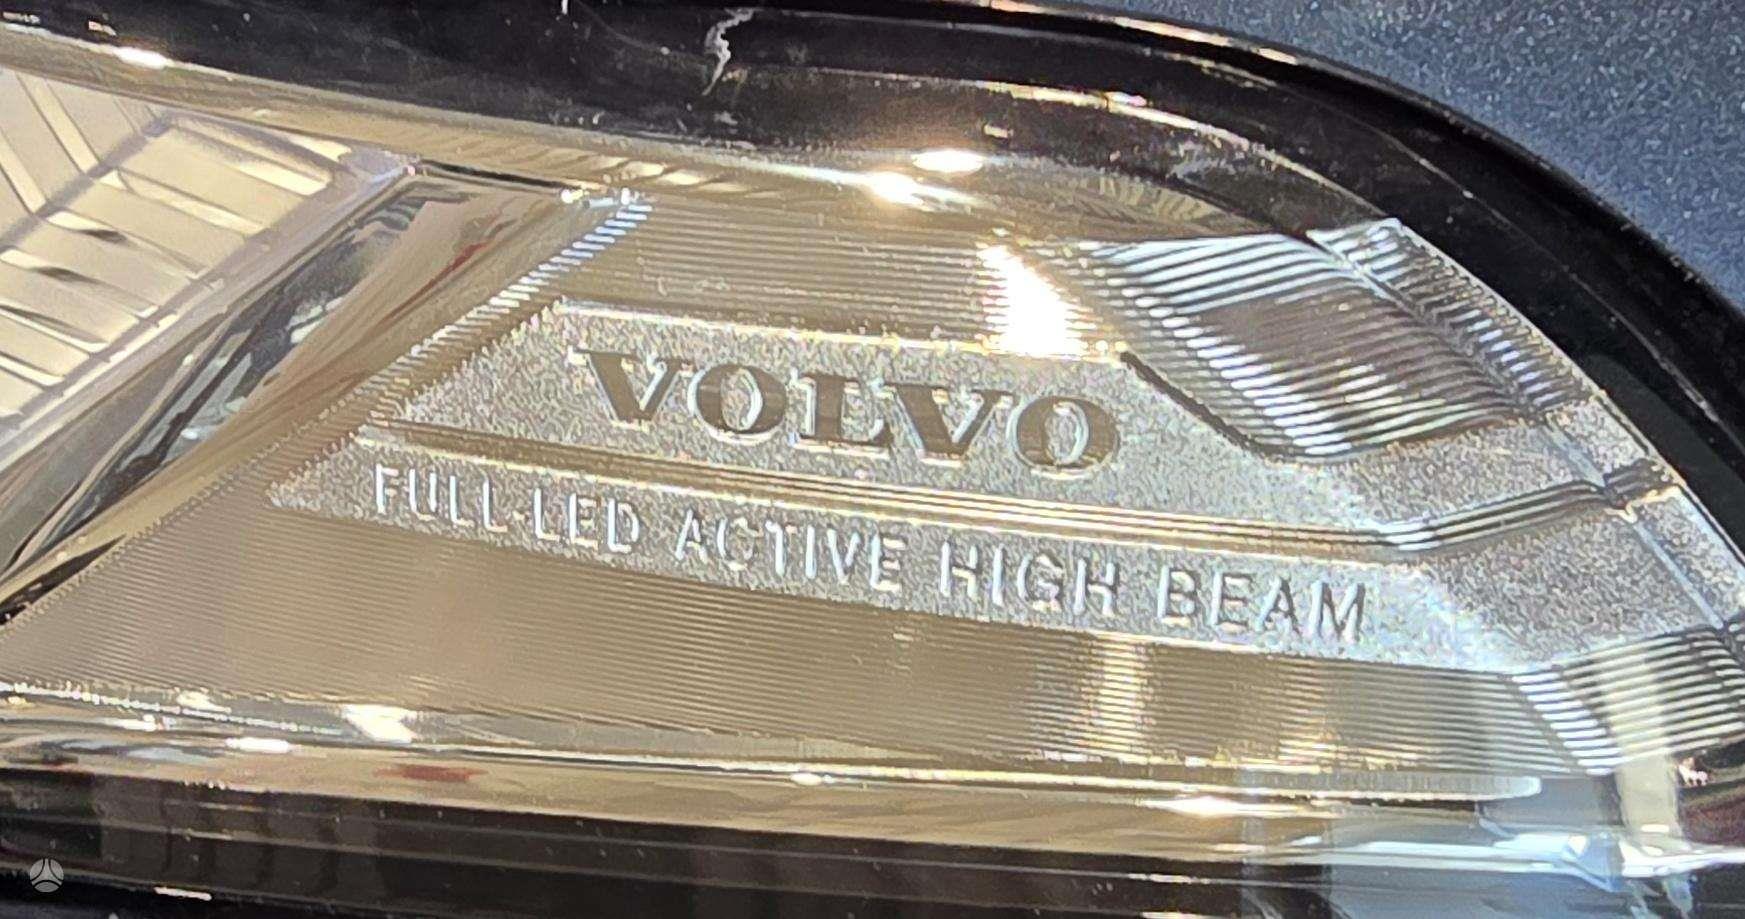 VOLVO
FULL-LED ACTIVE HIGH BEAM